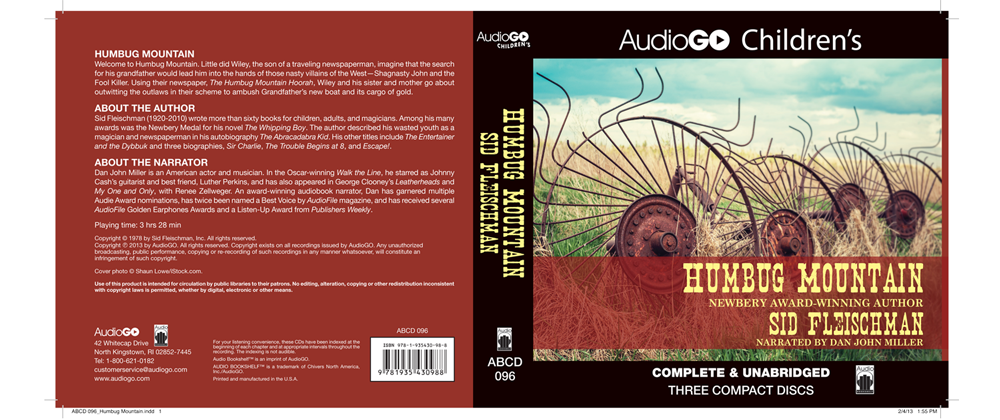 HUMBUG MOUNTAIN
Welcome to Humbug Mountain. Little did Wiley, the son of a traveling newspaperman, imagine that the search
for his grandfather would lead him into the hands of those nasty villains of the West—Shagnasty John and the
Fool Killer. Using their newspaper, The Humbug Mountain Hoorah, Wiley and his sister and mother go about
outwitting the outlaws in their scheme to ambush Grandfather's new boat and its cargo of gold.
ABOUT THE AUTHOR
Sid Fleischman (1920-2010) wrote more than sixty books for children, adults, and magicians. Among his many
awards was the Newbery Medal for his novel The Whipping Boy. The author described his wasted youth as a
magician and newspaperman in his autobiography The Abracadabra Kid. His other titles include The Entertainer
and the Dybbuk and three biographies, Sir Charlie, The Trouble Begins at 8, and Escape!.
ABOUT THE NARRATOR
Dan John Miller is an American actor and musician. In the Oscar-winning Walk the Line, he starred as Johnny
Cash's guitarist and best friend, Luther Perkins, and has also appeared in George Clooney's Leatherheads and
My One and Only, with Renee Zellweger. An award-winning audiobook narrator, Dan has garnered multiple
Audie Award nominations, has twice been named a Best Voice by AudioFile magazine, and has received several
AudioFile Golden Earphones Awards and a Listen-Up Award from Publishers Weekly.
Playing time: 3 hrs 28 min
Copyright © 1978 by Sid Fleischman, Inc. All rights reserved.
Copyright ℗ 2013 by AudioGO. All rights reserved. Copyright exists on all recordings issued by AudioGO. Any unauthorized
broadcasting, public performance, copying or re-recording of such recordings in any manner whatsoever, will constitute an
infringement of such copyright.
Cover photo © Shaun Lowe/iStock.com.
Use of this product is intended for circulation by public libraries to their patrons. No editing, alteration, copying or other redistribution inconsistent
with copyright laws is permitted, whether by digital, electronic or other means.
AudioGO
Audio
42 Whitecap Drive
North Kingstown, RI 02852-7445
Tel: 1-800-621-0182
customerservice@audiogo.com
www.audiogo.com
For your listening convenience, these CDs have been indexed at the
beginning of each chapter and at appropriate intervals throughout the
recording. The indexing is not audible.
Audio Bookshelf™ is an imprint of AudioGO.
AUDIO BOOKSHELF™ is a trademark of Chivers North America,
Inc./AudioGO.
Printed and manufactured in the U.S.A.
ABCD 096
ISBN 978-1-935430-98-8
9 781935 430988
AudioGO
CHILDREN'S
HUMBUG MOUNTAIN
SID FLEISCHMAN
Audio
ABCD
096
AudioGO Children's
HUMBUG MOUNTAIN
NEWBERY AWARD-WINNING AUTHOR
SID FLEISCHMAN
NARRATED BY DAN JOHN MILLER
COMPLETE & UNABRIDGED
THREE COMPACT DISCS
Audio
ABCD 096_Humbug Mountain.indd 1
2/4/13 1:55 PM